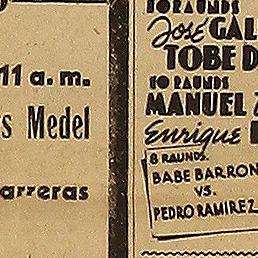 11 a. m.
s Medel
arreras
10 RAUNDS
José GAL
TOBE D
10 RAUNDS
MANUEL
Enrique
8 RAUNDS.
BABE BARRON
VS.
PEDRO RAMIREZ